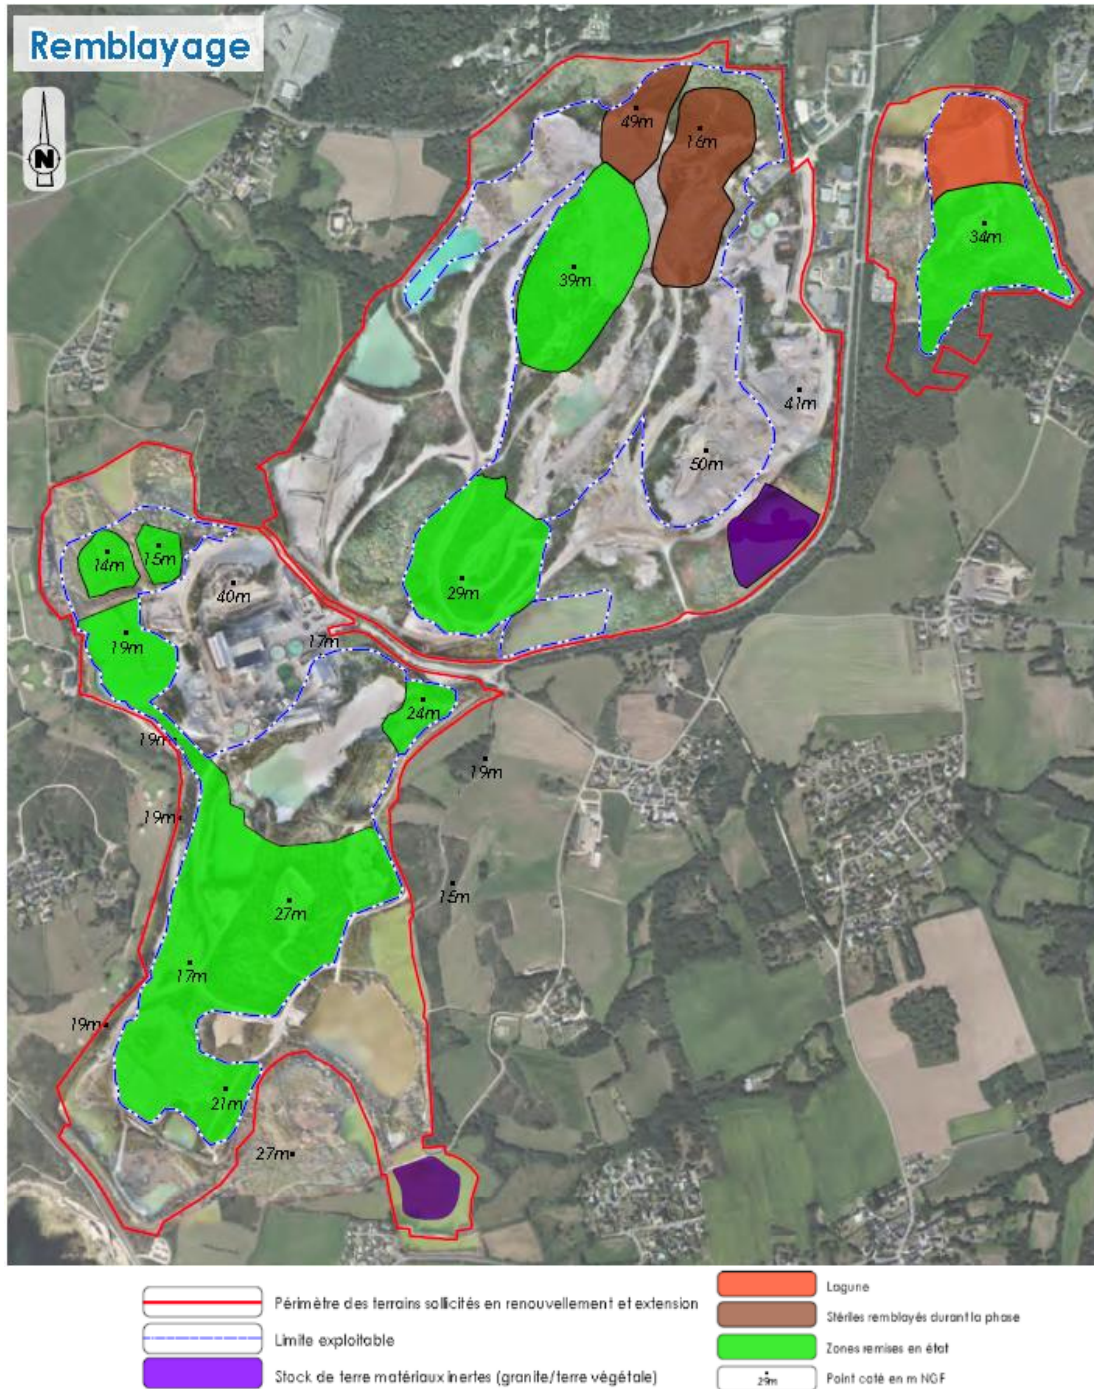 Remblayage
N
49m
16m
34m
39m
41m
50m
14m
15m
40m
29m
19m
17m
24m
19m
19m
19m
15m
27m
17m
19m
21m
27m
Périmètre des terrains sollicités en renouvellement et extension
Limite exploitable
Stock de terre matériaux inertes (granite/terre végétale)
Lagune
Stériles remblayés durant la phase
Zones remises en état
29m
Point coté en m NGF